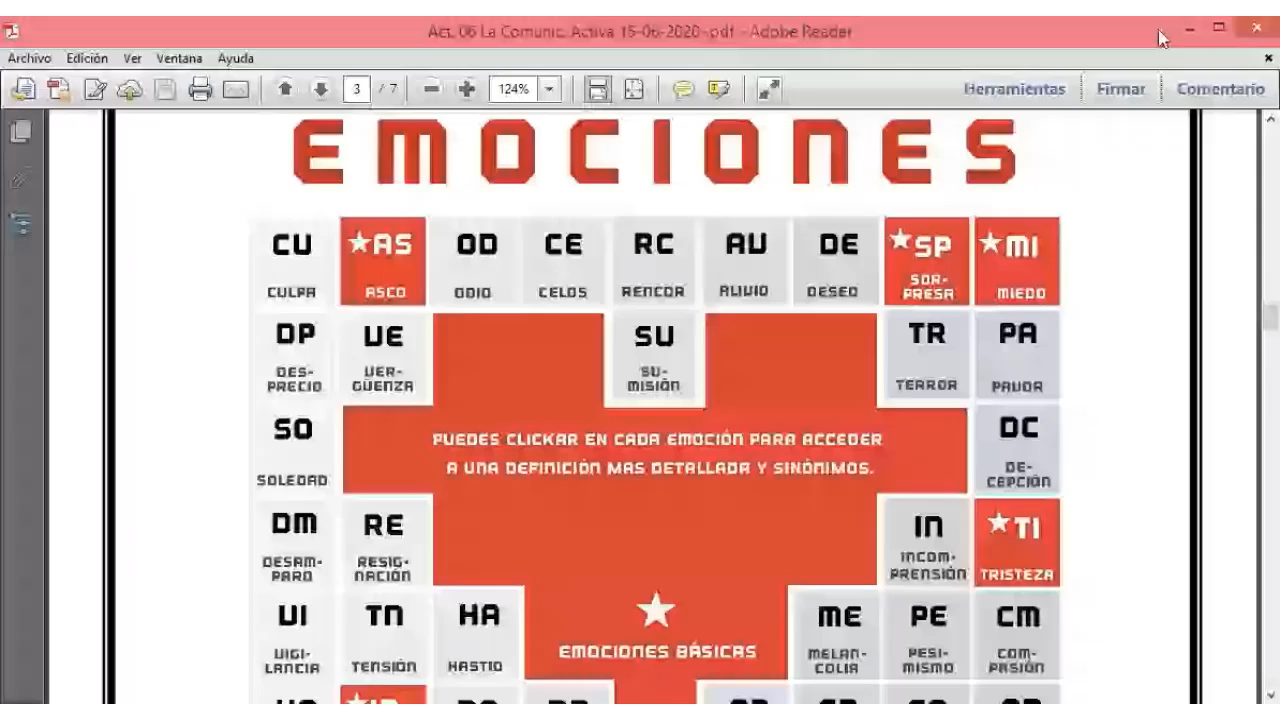 Act. 06 La Comunic. Activa 15-06-2020-.pdf - Adobe Reader
Archivo Edición Ver Ventana Ayuda
3 / 7 124% Herramientas Firmar Comentario
EMOCIONES
CU AS OD CE RC AU DE SP MI
CULPA ASCO ODIO CELOS RENCOR ALIVIO DESEO SOR-
PRESA MIEDO
DP VE SU TR PA
DES-
PRECIO VER-
GÜENZA SU-
MISIÓN TERROR PAVOR
SO DC
SOLEDAD DE-
CEPCIÓN
PUEDES CLICKAR EN CADA EMOCIÓN PARA ACCEDER
A UNA DEFINICIÓN MAS DETALLADA Y SINÓNIMOS.
DM RE IN TI
DESAM-
PARO RESIG-
NACIÓN INCOM-
PRENSIÓN TRISTEZA
VI TN HA ME PE CM
VIGI-
LANCIA TENSIÓN HASTIO MELAN-
COLIA PESI-
MISMO COM-
PASIÓN
EMOCIONES BÁSICAS